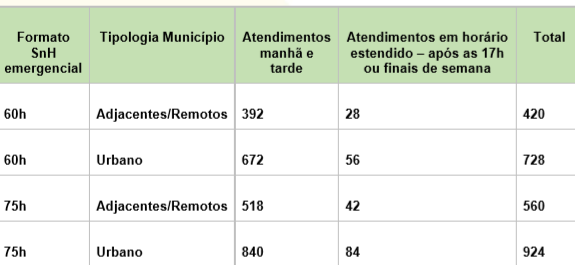 Formato SnH emergencial | Tipologia Município | Atendimentos manhã e tarde | Atendimentos em horário estendido – após as 17h ou finais de semana | Total
60h | Adjacentes/Remotos | 392 | 28 | 420
60h | Urbano | 672 | 56 | 728
75h | Adjacentes/Remotos | 518 | 42 | 560
75h | Urbano | 840 | 84 | 924